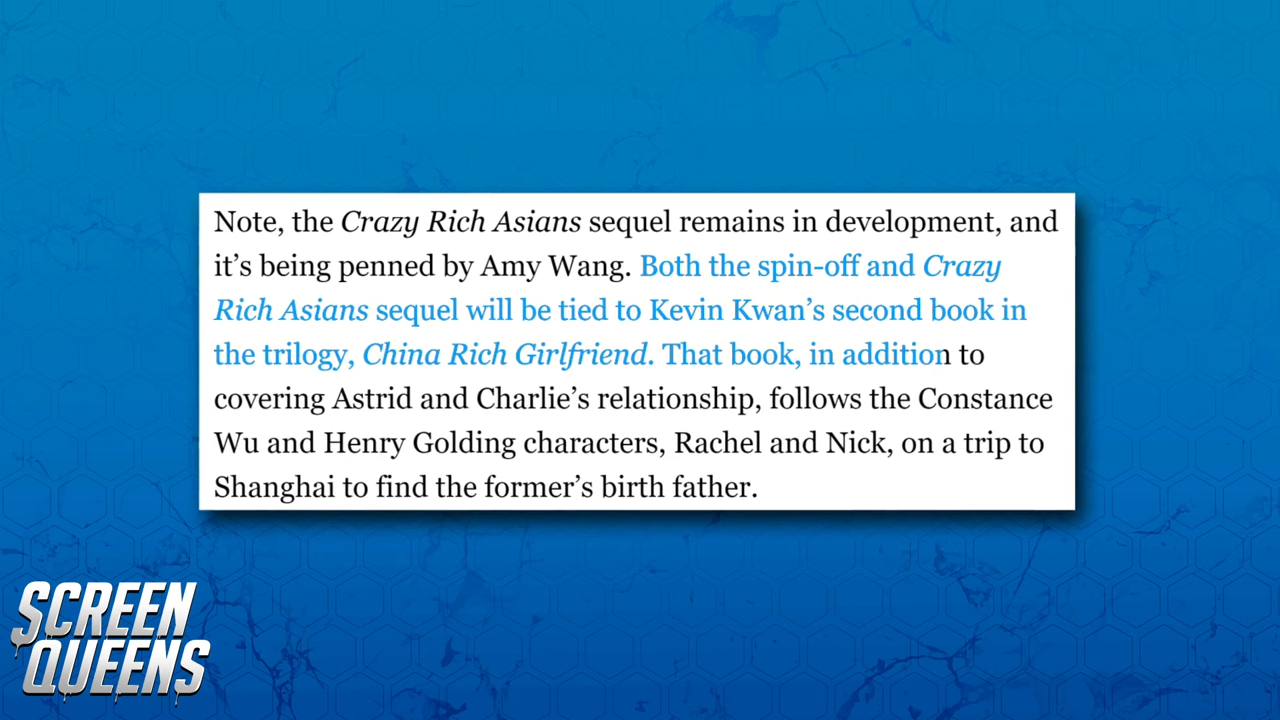 Note, the Crazy Rich Asians sequel remains in development, and
it’s being penned by Amy Wang. Both the spin-off and Crazy
Rich Asians sequel will be tied to Kevin Kwan’s second book in
the trilogy, China Rich Girlfriend. That book, in addition to
covering Astrid and Charlie’s relationship, follows the Constance
Wu and Henry Golding characters, Rachel and Nick, on a trip to
Shanghai to find the former’s birth father.
SCREEN
QUEENS